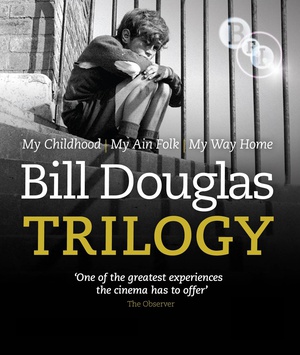 BFI
My Childhood | My Ain Folk | My Way Home
Bill Douglas
TRILOGY
‘One of the greatest experiences
the cinema has to offer’
The Observer